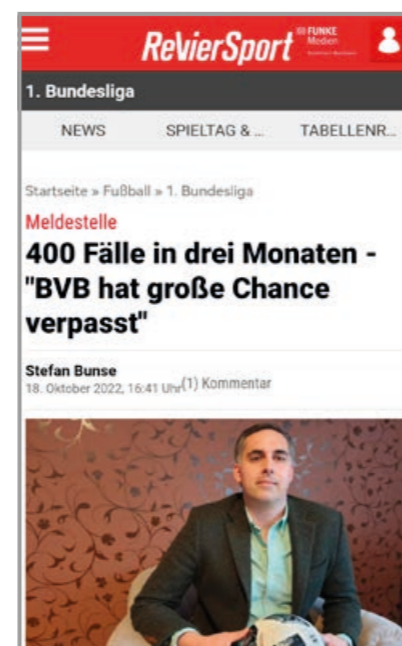 ReVierSport
FUNKE
Medien
1. Bundesliga
NEWS SPIELTAG & ... TABELLENR...
Startseite » Fußball » 1. Bundesliga
Meldestelle
400 Fälle in drei Monaten -
"BVB hat große Chance
verpasst"
Stefan Bunse
18. Oktober 2022, 16:41 Uhr(1) Kommentar